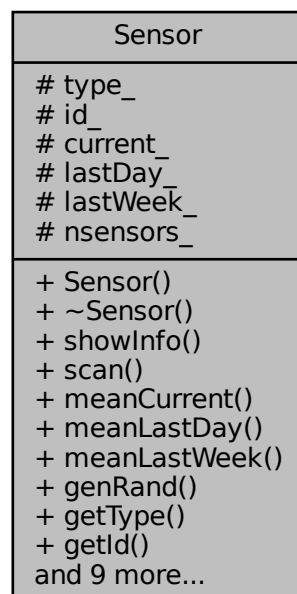 Sensor
# type_
# id_
# current_
# lastDay_
# lastWeek_
# nsensors_
+ Sensor()
+ ~Sensor()
+ showInfo()
+ scan()
+ meanCurrent()
+ meanLastDay()
+ meanLastWeek()
+ genRand()
+ getType()
+ getId()
and 9 more...